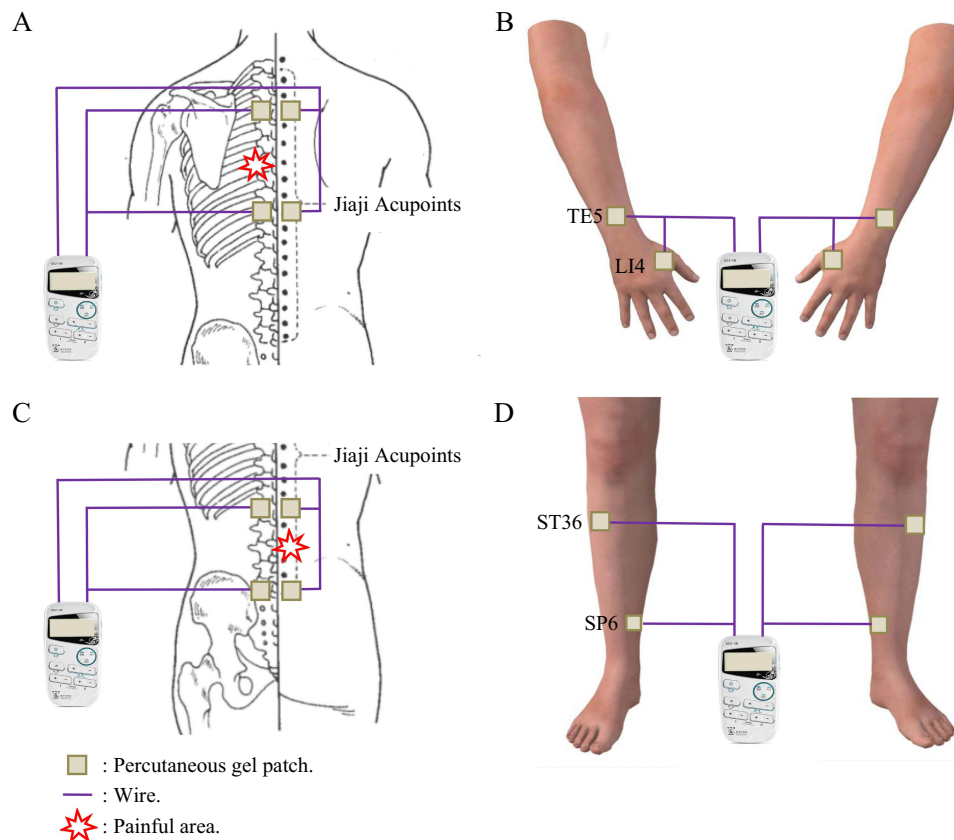 A
B
Jiaji Acupoints
TE5
LI4
C
D
Jiaji Acupoints
ST36
SP6
: Percutaneous gel patch.
: Wire.
: Painful area.